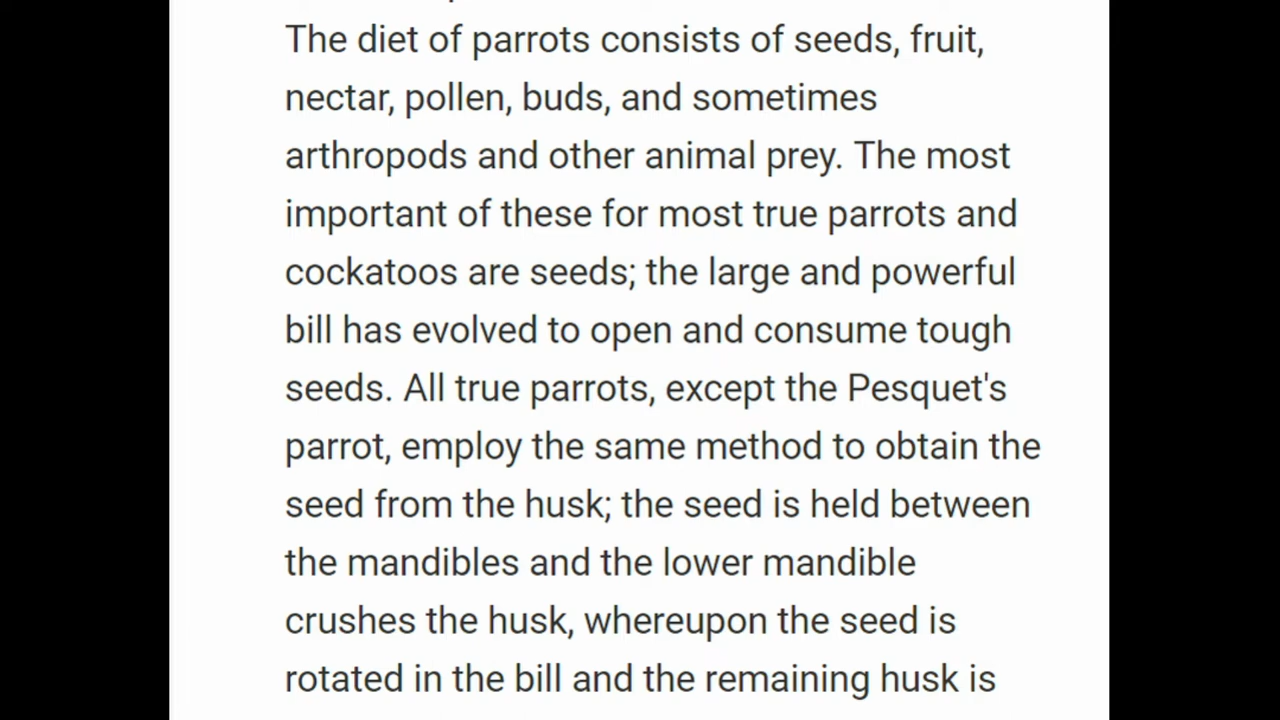 The diet of parrots consists of seeds, fruit,
nectar, pollen, buds, and sometimes
arthropods and other animal prey. The most
important of these for most true parrots and
cockatoos are seeds; the large and powerful
bill has evolved to open and consume tough
seeds. All true parrots, except the Pesquet's
parrot, employ the same method to obtain the
seed from the husk; the seed is held between
the mandibles and the lower mandible
crushes the husk, whereupon the seed is
rotated in the bill and the remaining husk is